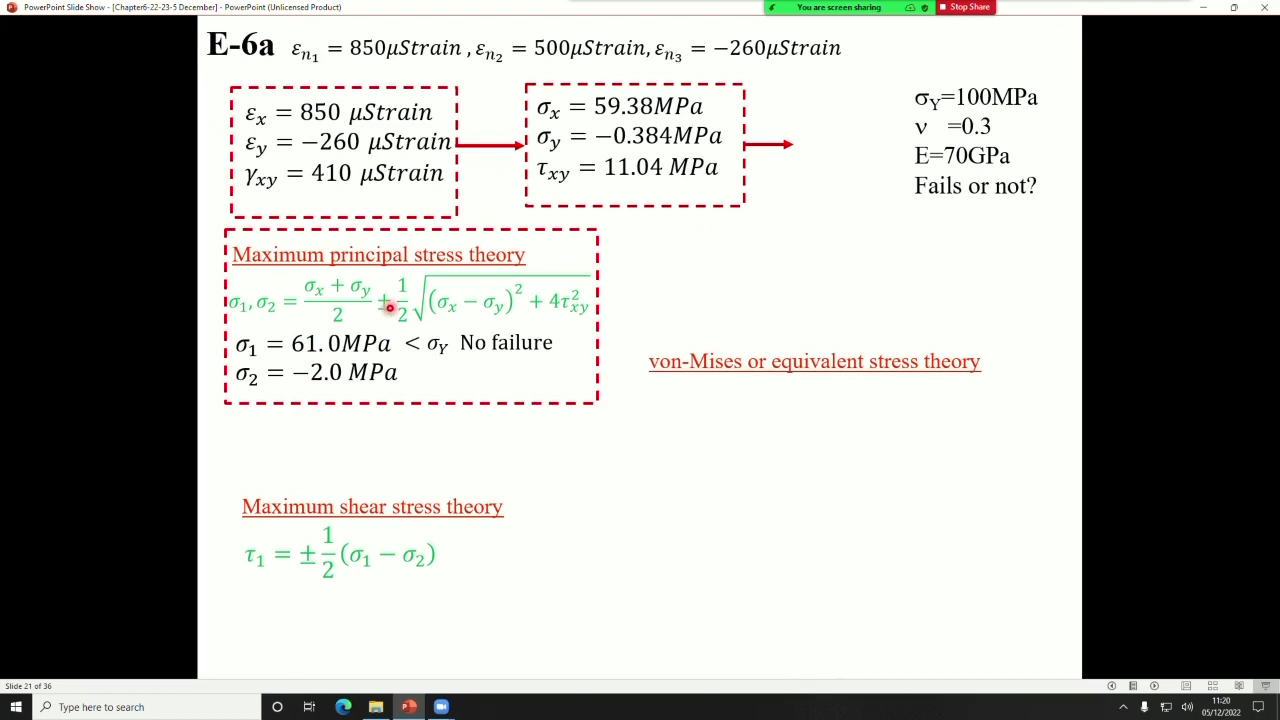 PowerPoint Slide Show - [Chapter6-22-23-5 December] - PowerPoint (Unlicensed Product)
You are screen sharing
Stop Share
E-6a εn1 = 850μStrain , εn2 = 500μStrain, εn3 = −260μStrain
εx = 850 μStrain
εy = −260 μStrain
γxy = 410 μStrain
σx = 59.38MPa
σy = −0.384MPa
τxy = 11.04 MPa
σY=100MPa
ν =0.3
E=70GPa
Fails or not?
Maximum principal stress theory
σ1, σ2 = (σx + σy)/2 ± 1/2 √((σx − σy)² + 4τ²xy)
σ1 = 61.0MPa < σY No failure
σ2 = −2.0 MPa
von-Mises or equivalent stress theory
Maximum shear stress theory
τ1 = ± 1/2 (σ1 − σ2)
Slide 21 of 36
Type here to search
11:20
05/12/2022